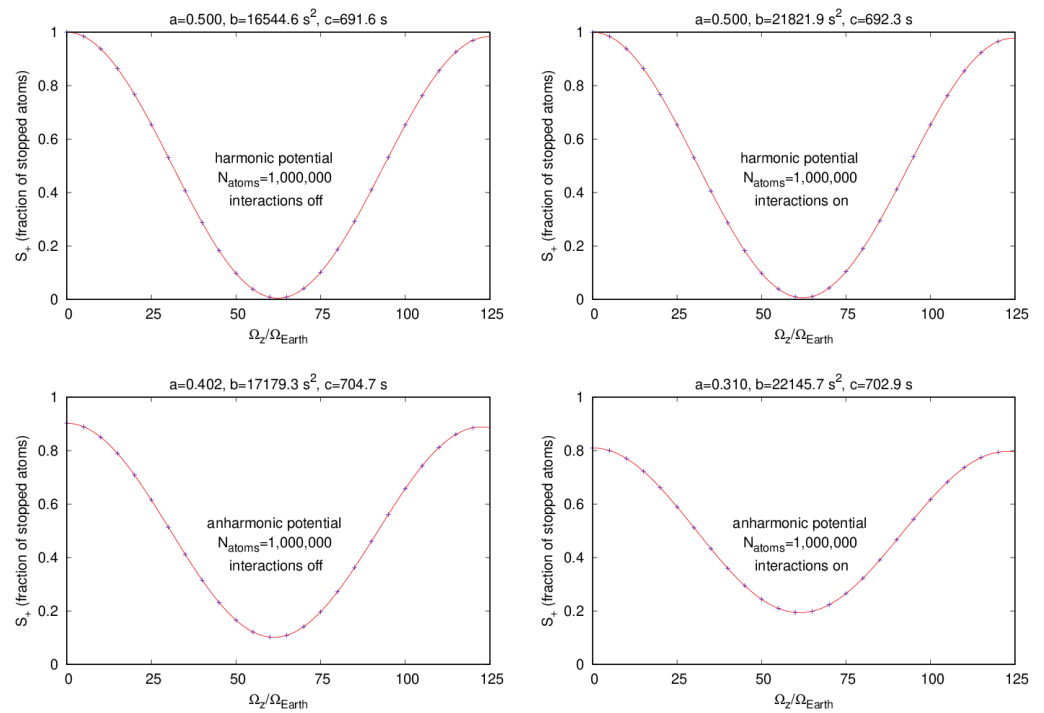 a=0.500, b=16544.6 s², c=691.6 s
S₊ (fraction of stopped atoms)
1
0.8
0.6
0.4
0.2
0
harmonic potential
N_atoms=1,000,000
interactions off
0 25 50 75 100 125
Ω_z/Ω_Earth
a=0.500, b=21821.9 s², c=692.3 s
S₊ (fraction of stopped atoms)
1
0.8
0.6
0.4
0.2
0
harmonic potential
N_atoms=1,000,000
interactions on
0 25 50 75 100 125
Ω_z/Ω_Earth
a=0.402, b=17179.3 s², c=704.7 s
S₊ (fraction of stopped atoms)
1
0.8
0.6
0.4
0.2
0
anharmonic potential
N_atoms=1,000,000
interactions off
0 25 50 75 100 125
Ω_z/Ω_Earth
a=0.310, b=22145.7 s², c=702.9 s
S₊ (fraction of stopped atoms)
1
0.8
0.6
0.4
0.2
0
anharmonic potential
N_atoms=1,000,000
interactions on
0 25 50 75 100 125
Ω_z/Ω_Earth